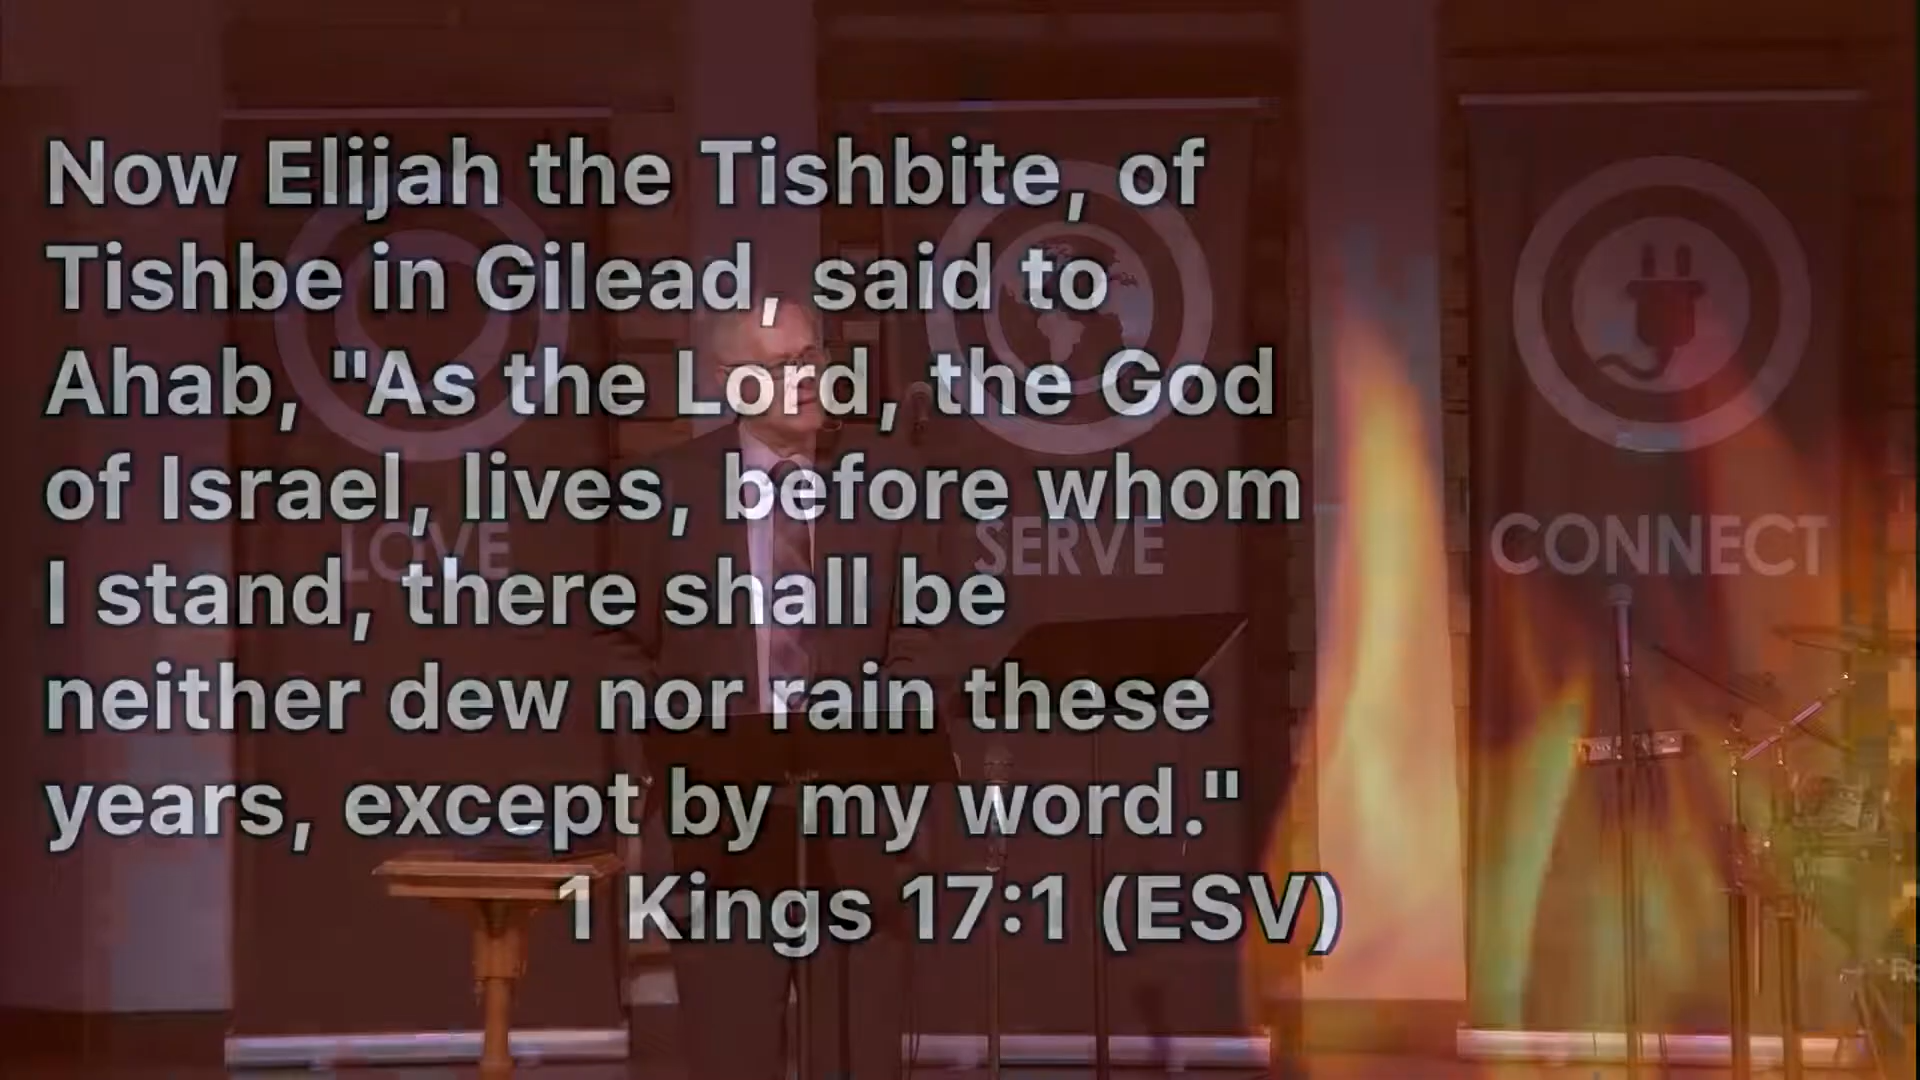 Now Elijah the Tishbite, of
Tishbe in Gilead, said to
Ahab, "As the Lord, the God
of Israel, lives, before whom
I stand, there shall be
neither dew nor rain these
years, except by my word."
1 Kings 17:1 (ESV)
LOVE
SERVE
CONNECT